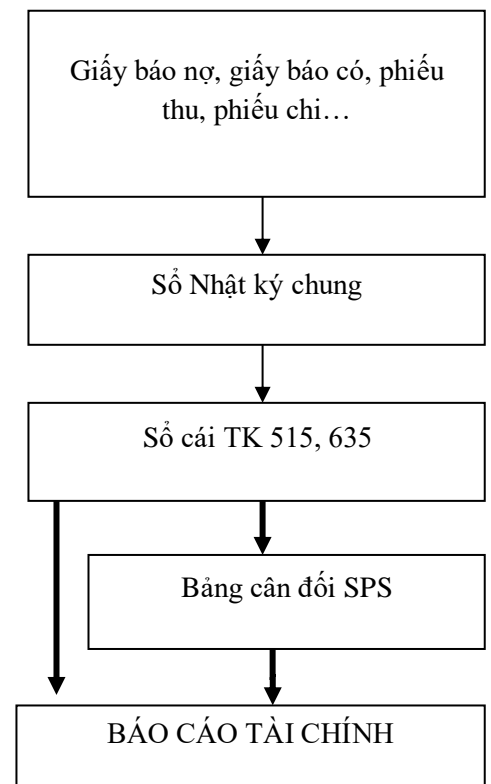 Giấy báo nợ, giấy báo có, phiếu
thu, phiếu chi…
Sổ Nhật ký chung
Sổ cái TK 515, 635
Bảng cân đối SPS
BÁO CÁO TÀI CHÍNH